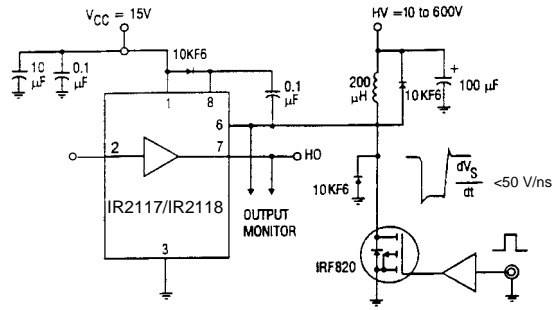 V_CC = 15V
HV = 10 to 600V
10KF6
10 μF
0.1 μF
0.1 μF
200 μH
10KF6
+
100 μF
1
8
6
2
7
HO
10KF6
dV_S
dt
<50 V/ns
IR2117/IR2118
OUTPUT
MONITOR
3
IRF820